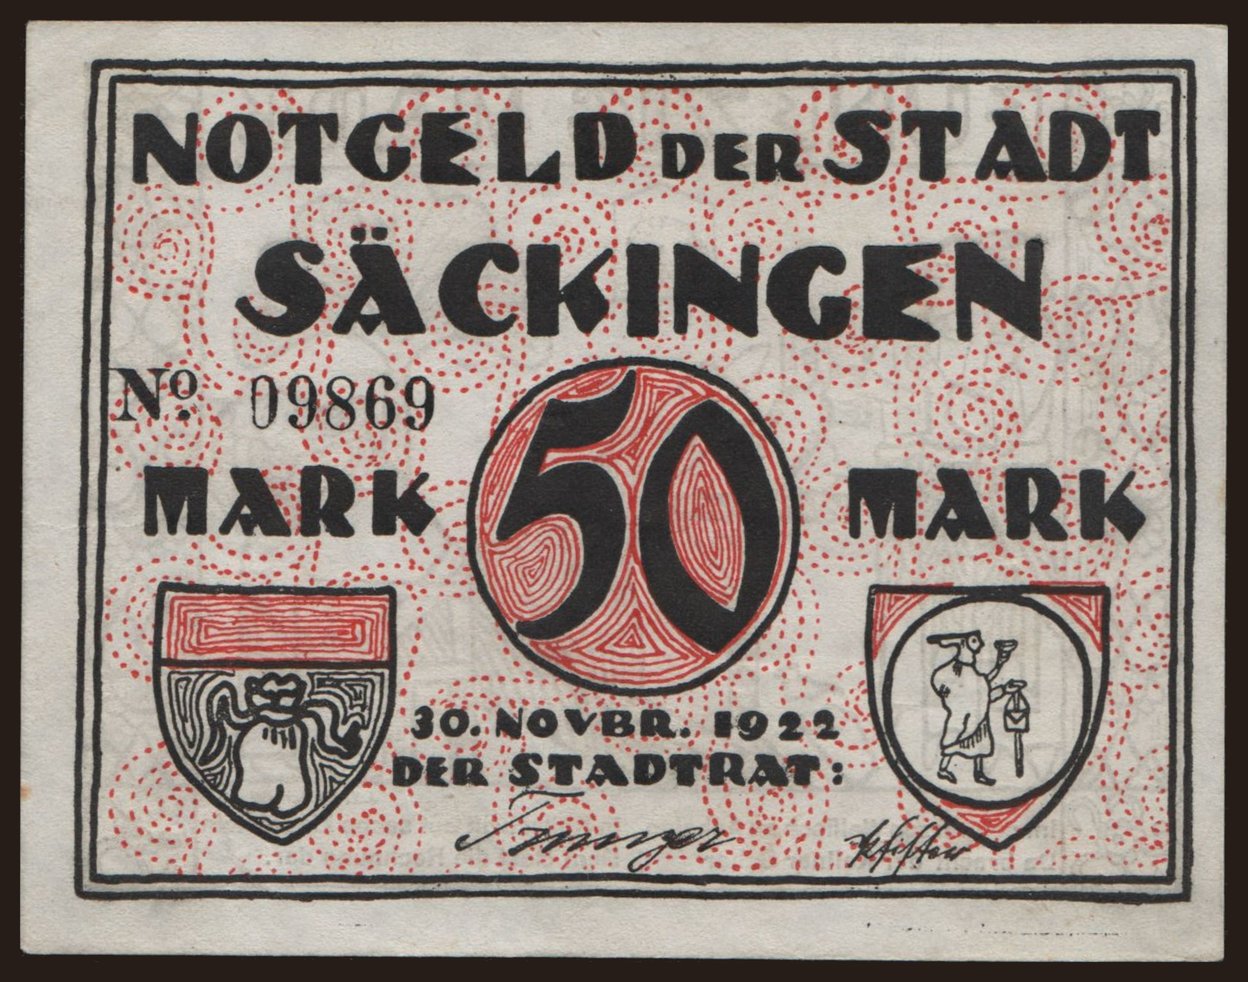 NOTGELD DER STADT
SÄCKINGEN
No. 09869
MARK 50 MARK
30. NOVBR. 1922
DER STADTRAT: